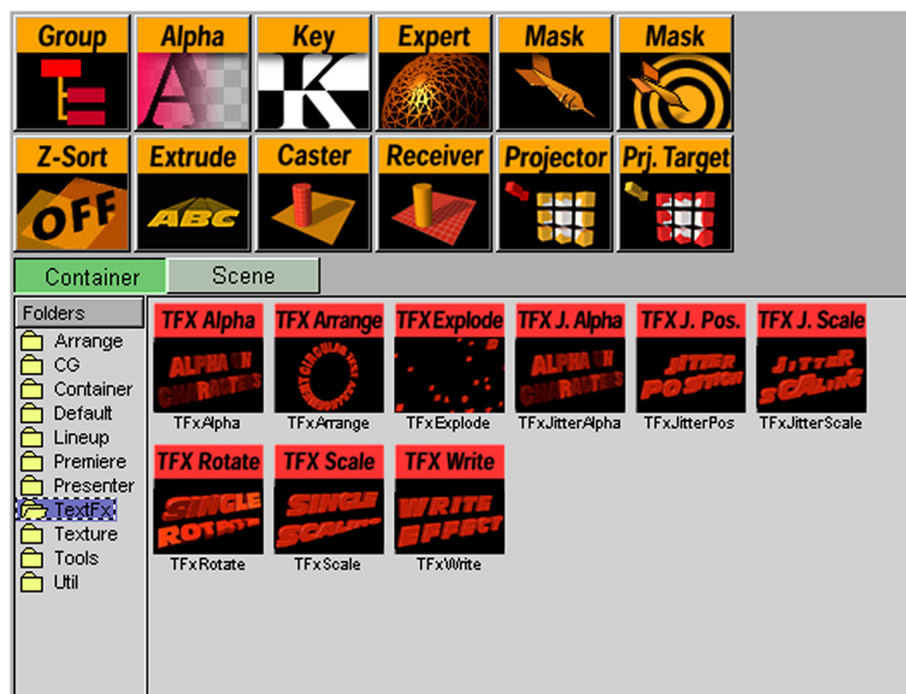 Group Alpha Key Expert Mask Mask
A K
Z-Sort Extrude Caster Receiver Projector Prj. Target
OFF ABC
Container Scene
Folders
Arrange
CG
Container
Default
Lineup
Premiere
Presenter
TextFx
Texture
Tools
Util
TFX Alpha TFX Arrange TFX Explode TFX J. Alpha TFX J. Pos. TFX J. Scale
ALPHA ON
CHARACTERS
ALPHA IN
CHARACTERS
JITTER
POSITION
JITTER
SCALING
TFxAlpha TFxArrange TFxExplode TFxJitterAlpha TFxJitterPos TFxJitterScale
TFX Rotate TFX Scale TFX Write
SINGLE
ROTATE
SINGLE
SCALING
WRITE
EFFECT
TFxRotate TFxScale TFxWrite